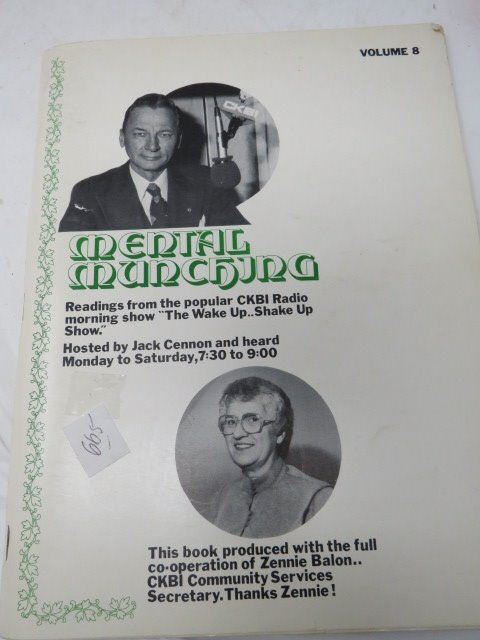 VOLUME 8
CKBI
MENTAL
MUNCHING
Readings from the popular CKBI Radio
morning show "The Wake Up..Shake Up
Show."
Hosted by Jack Cennon and heard
Monday to Saturday,7:30 to 9:00
665
This book produced with the full
co-operation of Zennie Balon..
CKBI Community Services
Secretary.Thanks Zennie!